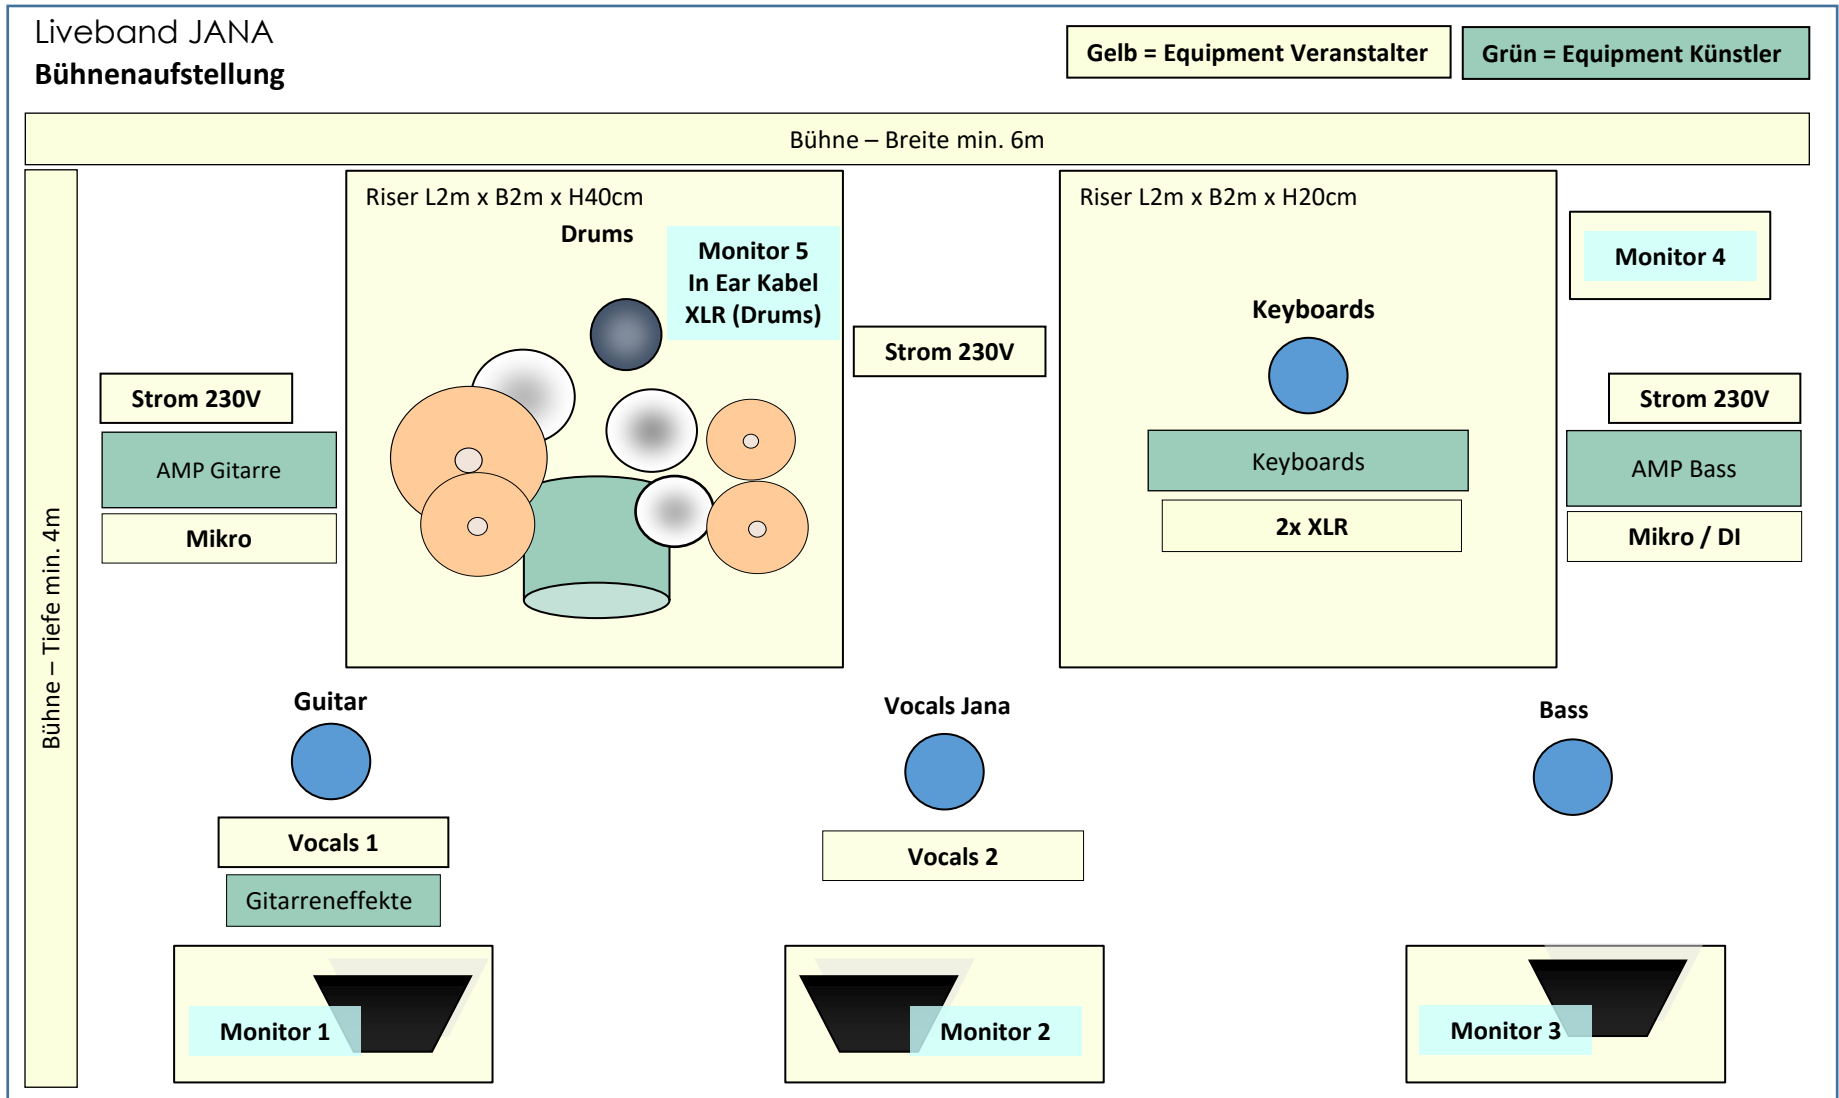 Liveband JANA
Bühnenaufstellung
Gelb = Equipment Veranstalter
Grün = Equipment Künstler
Bühne – Breite min. 6m
Bühne – Tiefe min. 4m
Riser L2m x B2m x H40cm
Drums
Monitor 5
In Ear Kabel
XLR (Drums)
Riser L2m x B2m x H20cm
Keyboards
Monitor 4
Strom 230V
Strom 230V
Strom 230V
AMP Gitarre
Mikro
Keyboards
2x XLR
AMP Bass
Mikro / DI
Guitar
Vocals Jana
Bass
Vocals 1
Gitarreneffekte
Vocals 2
Monitor 1
Monitor 2
Monitor 3